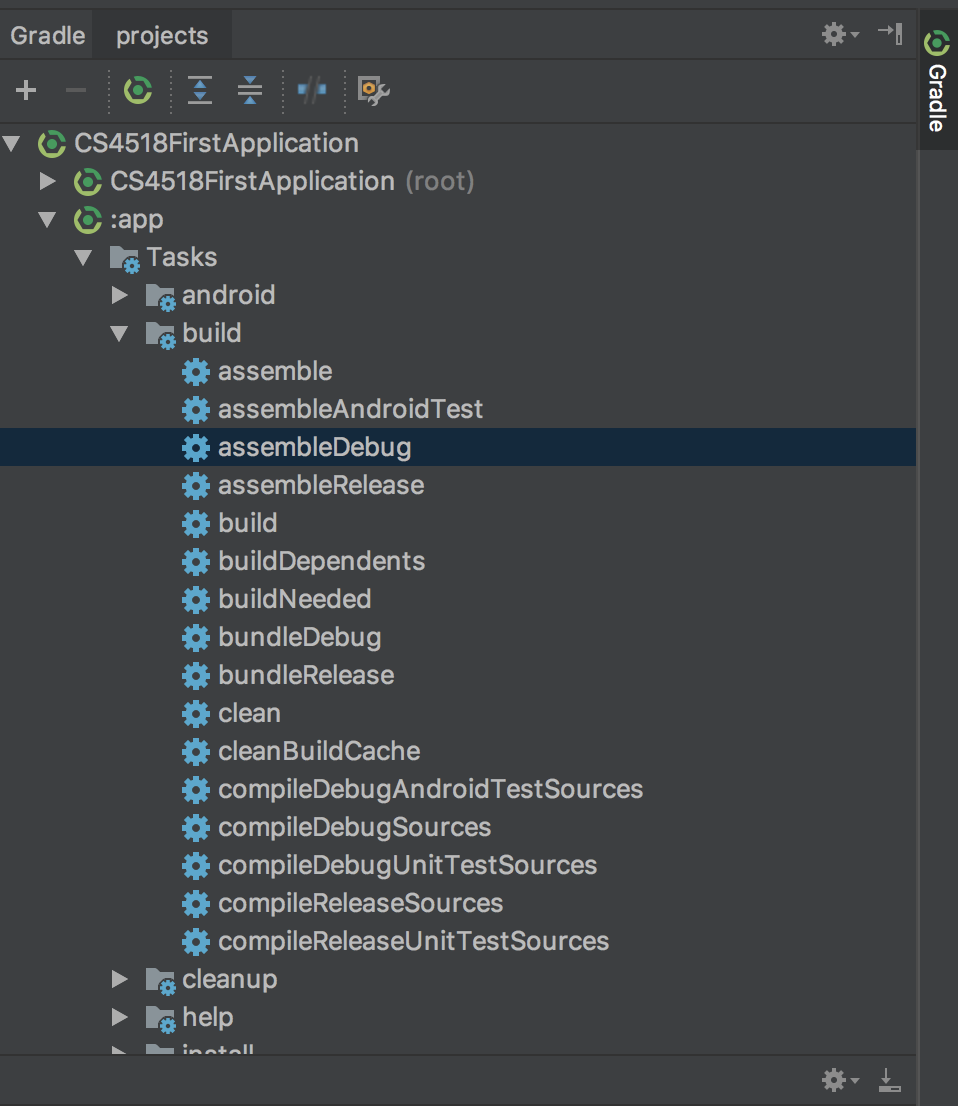 Gradle projects
Gradle
CS4518FirstApplication
CS4518FirstApplication (root)
:app
Tasks
android
build
assemble
assembleAndroidTest
assembleDebug
assembleRelease
build
buildDependents
buildNeeded
bundleDebug
bundleRelease
clean
cleanBuildCache
compileDebugAndroidTestSources
compileDebugSources
compileDebugUnitTestSources
compileReleaseSources
compileReleaseUnitTestSources
cleanup
help
install